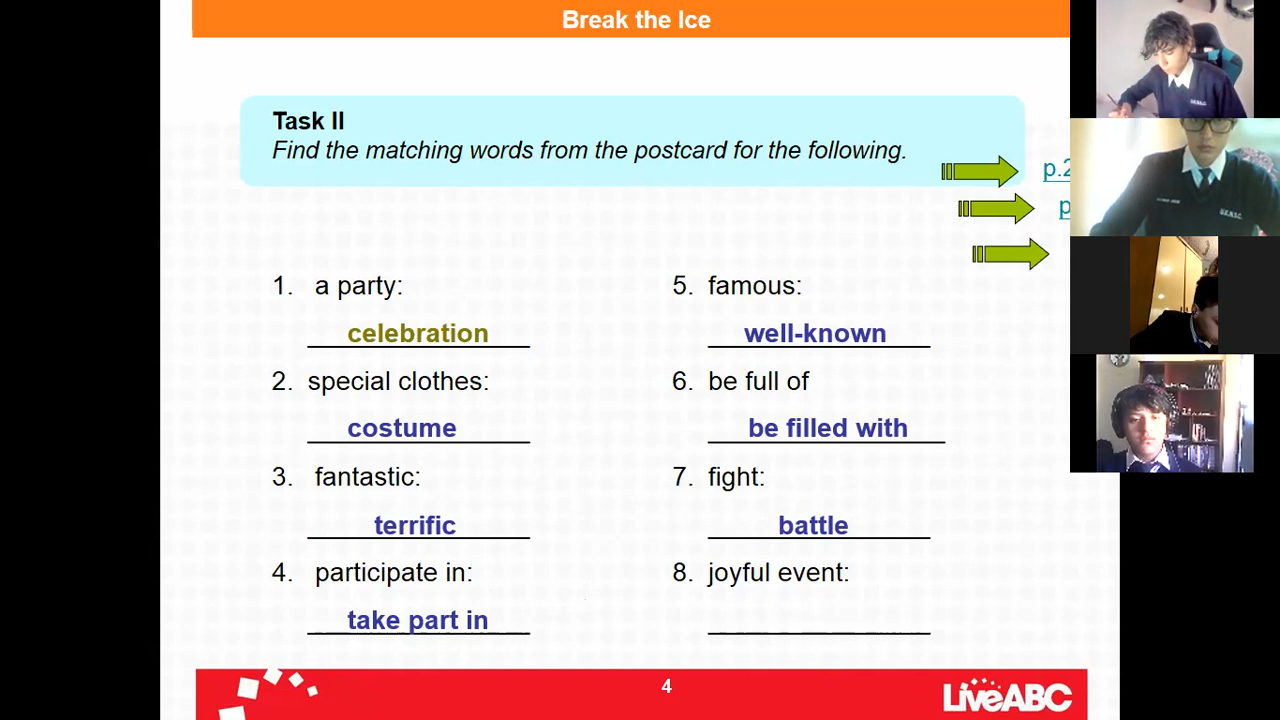 Break the Ice
Task II
Find the matching words from the postcard for the following.
p.2
p
1. a party:
celebration
2. special clothes:
costume
3. fantastic:
terrific
4. participate in:
take part in
5. famous:
well-known
6. be full of
be filled with
7. fight:
battle
8. joyful event:
4
LiveABC